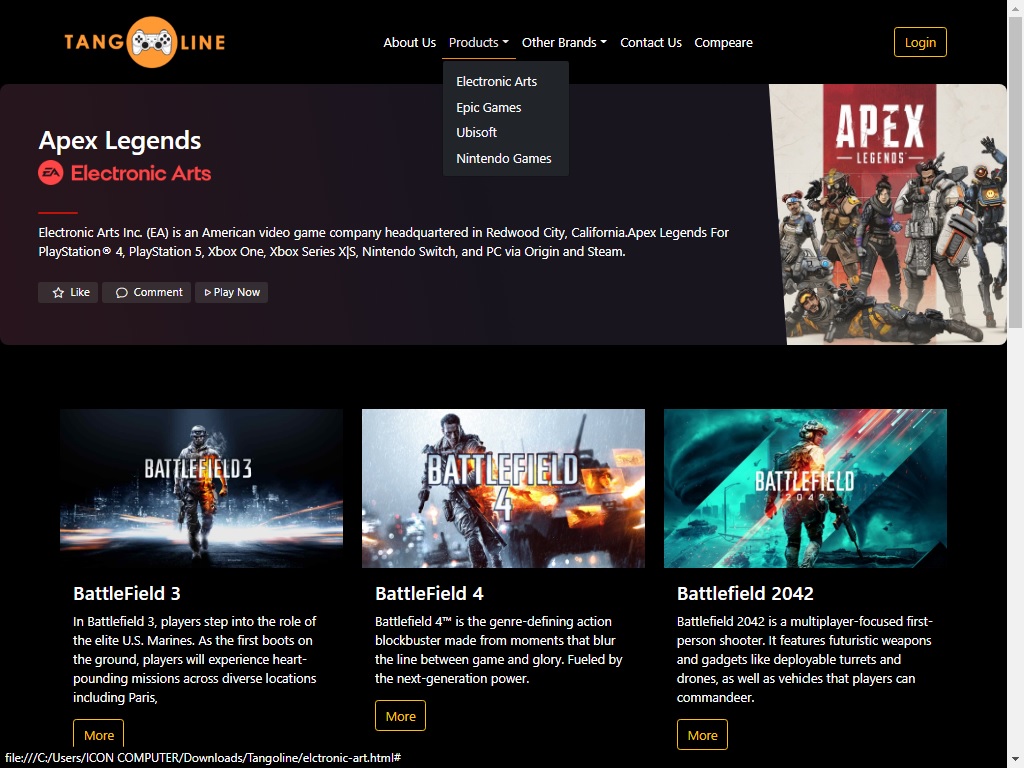 TANG LINE
About Us Products Other Brands Contact Us Compeare
Login
Electronic Arts
Epic Games
Ubisoft
Nintendo Games
Apex Legends
EA Electronic Arts
Electronic Arts Inc. (EA) is an American video game company headquartered in Redwood City, California.Apex Legends For
PlayStation® 4, PlayStation 5, Xbox One, Xbox Series X|S, Nintendo Switch, and PC via Origin and Steam.
Like Comment Play Now
APEX
LEGENDS™
BATTLEFIELD 3
BATTLEFIELD
4
BATTLEFIELD
2042
BattleField 3
In Battlefield 3, players step into the role of
the elite U.S. Marines. As the first boots on
the ground, players will experience heart-
pounding missions across diverse locations
including Paris,
More
BattleField 4
Battlefield 4™ is the genre-defining action
blockbuster made from moments that blur
the line between game and glory. Fueled by
the next-generation power.
More
Battlefield 2042
Battlefield 2042 is a multiplayer-focused first-
person shooter. It features futuristic weapons
and gadgets like deployable turrets and
drones, as well as vehicles that players can
commandeer.
More
file:///C:/Users/ICON COMPUTER/Downloads/Tangoline/elctronic-art.html#